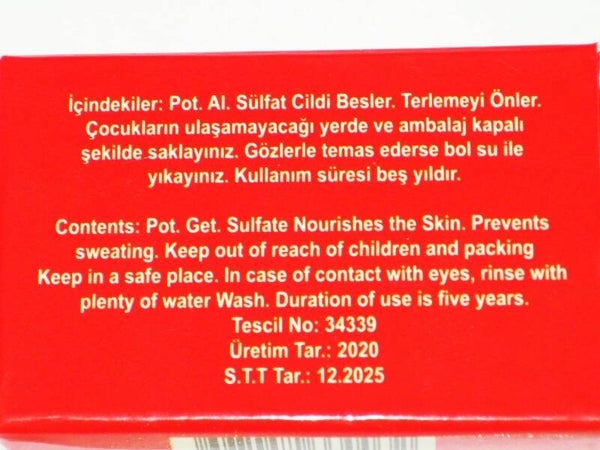 İçindekiler: Pot. Al. Sülfat Cildi Besler. Terlemeyi Önler.
Çocukların ulaşamayacağı yerde ve ambalaj kapalı
şekilde saklayınız. Gözlerle temas ederse bol su ile
yıkayınız. Kullanım süresi beş yıldır.
Contents: Pot. Get. Sulfate Nourishes the Skin. Prevents
sweating. Keep out of reach of children and packing
Keep in a safe place. In case of contact with eyes, rinse with
plenty of water Wash. Duration of use is five years.
Tescil No: 34339
Üretim Tar.: 2020
S.T.T Tar.: 12.2025